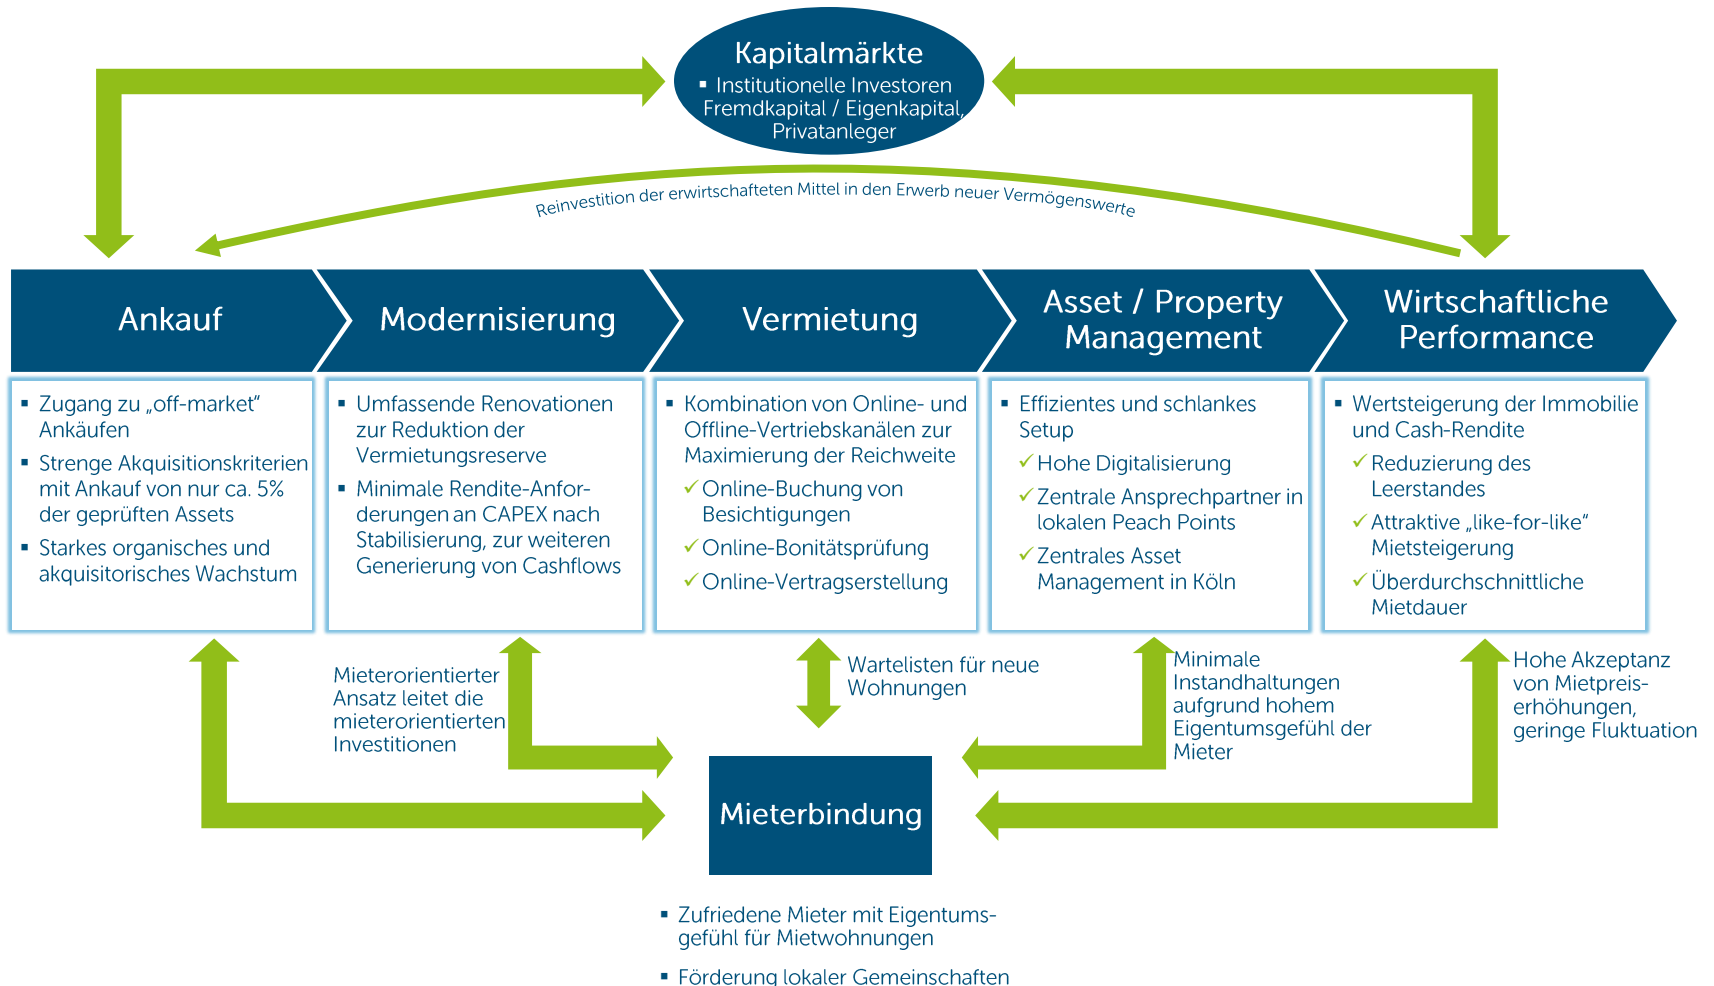 Kapitalmärkte
▪ Institutionelle Investoren
Fremdkapital / Eigenkapital,
Privatanleger
Reinvestition der erwirtschafteten Mittel in den Erwerb neuer Vermögenswerte
Ankauf
▪ Zugang zu „off-market“
Ankäufen
▪ Strenge Akquisitionskriterien
mit Ankauf von nur ca. 5%
der geprüften Assets
▪ Starkes organisches und
akquisitorisches Wachstum
Modernisierung
▪ Umfassende Renovationen
zur Reduktion der
Vermietungsreserve
▪ Minimale Rendite-Anfor-
derungen an CAPEX nach
Stabilisierung, zur weiteren
Generierung von Cashflows
Vermietung
▪ Kombination von Online- und
Offline-Vertriebskanälen zur
Maximierung der Reichweite
✓ Online-Buchung von
Besichtigungen
✓ Online-Bonitätsprüfung
✓ Online-Vertragserstellung
Asset / Property
Management
▪ Effizientes und schlankes
Setup
✓ Hohe Digitalisierung
✓ Zentrale Ansprechpartner in
lokalen Peach Points
✓ Zentrales Asset
Management in Köln
Wirtschaftliche
Performance
▪ Wertsteigerung der Immobilie
und Cash-Rendite
✓ Reduzierung des
Leerstandes
✓ Attraktive „like-for-like“
Mietsteigerung
✓ Überdurchschnittliche
Mietdauer
Mieterorientierter
Ansatz leitet die
mieterorientierten
Investitionen
Wartelisten für neue
Wohnungen
Minimale
Instandhaltungen
aufgrund hohem
Eigentumsgefühl der
Mieter
Hohe Akzeptanz
von Mietpreis-
erhöhungen,
geringe Fluktuation
Mieterbindung
▪ Zufriedene Mieter mit Eigentums-
gefühl für Mietwohnungen
▪ Förderung lokaler Gemeinschaften